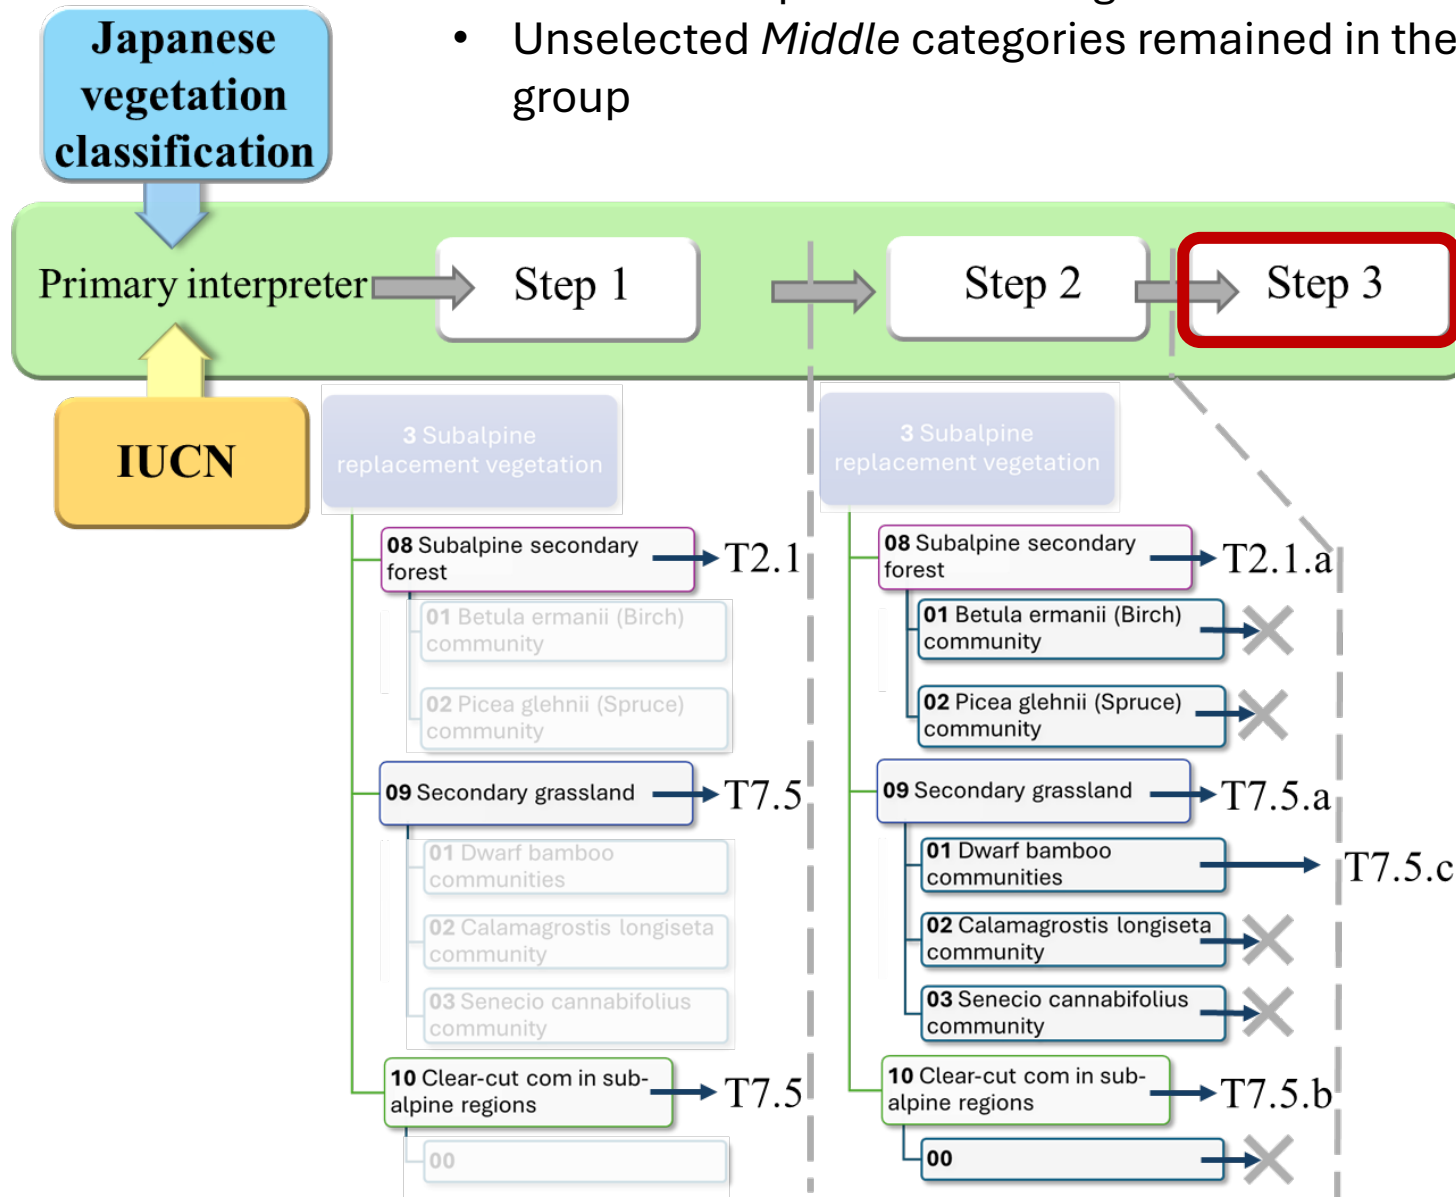 • Unselected Middle categories remained in the
group
Japanese
vegetation
classification
Primary interpreter
Step 1
Step 2
Step 3
IUCN
3 Subalpine
replacement vegetation
08 Subalpine secondary
forest
T2.1
01 Betula ermanii (Birch)
community
02 Picea glehnii (Spruce)
community
09 Secondary grassland
T7.5
01 Dwarf bamboo
communities
02 Calamagrostis longiseta
community
03 Senecio cannabifolius
community
10 Clear-cut com in sub-
alpine regions
T7.5
00
3 Subalpine
replacement vegetation
08 Subalpine secondary
forest
T2.1.a
01 Betula ermanii (Birch)
community
02 Picea glehnii (Spruce)
community
09 Secondary grassland
T7.5.a
01 Dwarf bamboo
communities
T7.5.c
02 Calamagrostis longiseta
community
03 Senecio cannabifolius
community
10 Clear-cut com in sub-
alpine regions
T7.5.b
00